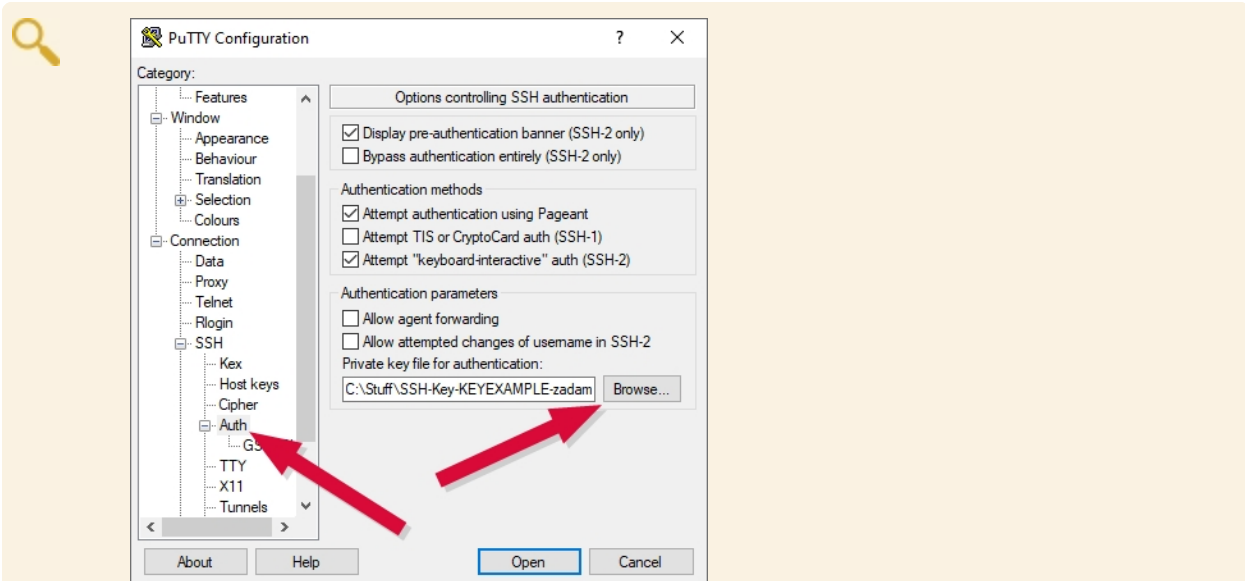 PuTTY Configuration
?
Category:
Features
Window
Appearance
Behaviour
Translation
Selection
Colours
Connection
Data
Proxy
Telnet
Rlogin
SSH
Kex
Host keys
Cipher
Auth
TTY
X11
Tunnels
Options controlling SSH authentication
Display pre-authentication banner (SSH-2 only)
Bypass authentication entirely (SSH-2 only)
Authentication methods
Attempt authentication using Pageant
Attempt TIS or CryptoCard auth (SSH-1)
Attempt "keyboard-interactive" auth (SSH-2)
Authentication parameters
Allow agent forwarding
Allow attempted changes of username in SSH-2
Private key file for authentication:
C:\Stuff\SSH-Key-KEYEXAMPLE-zadam Browse...
About Help Open Cancel